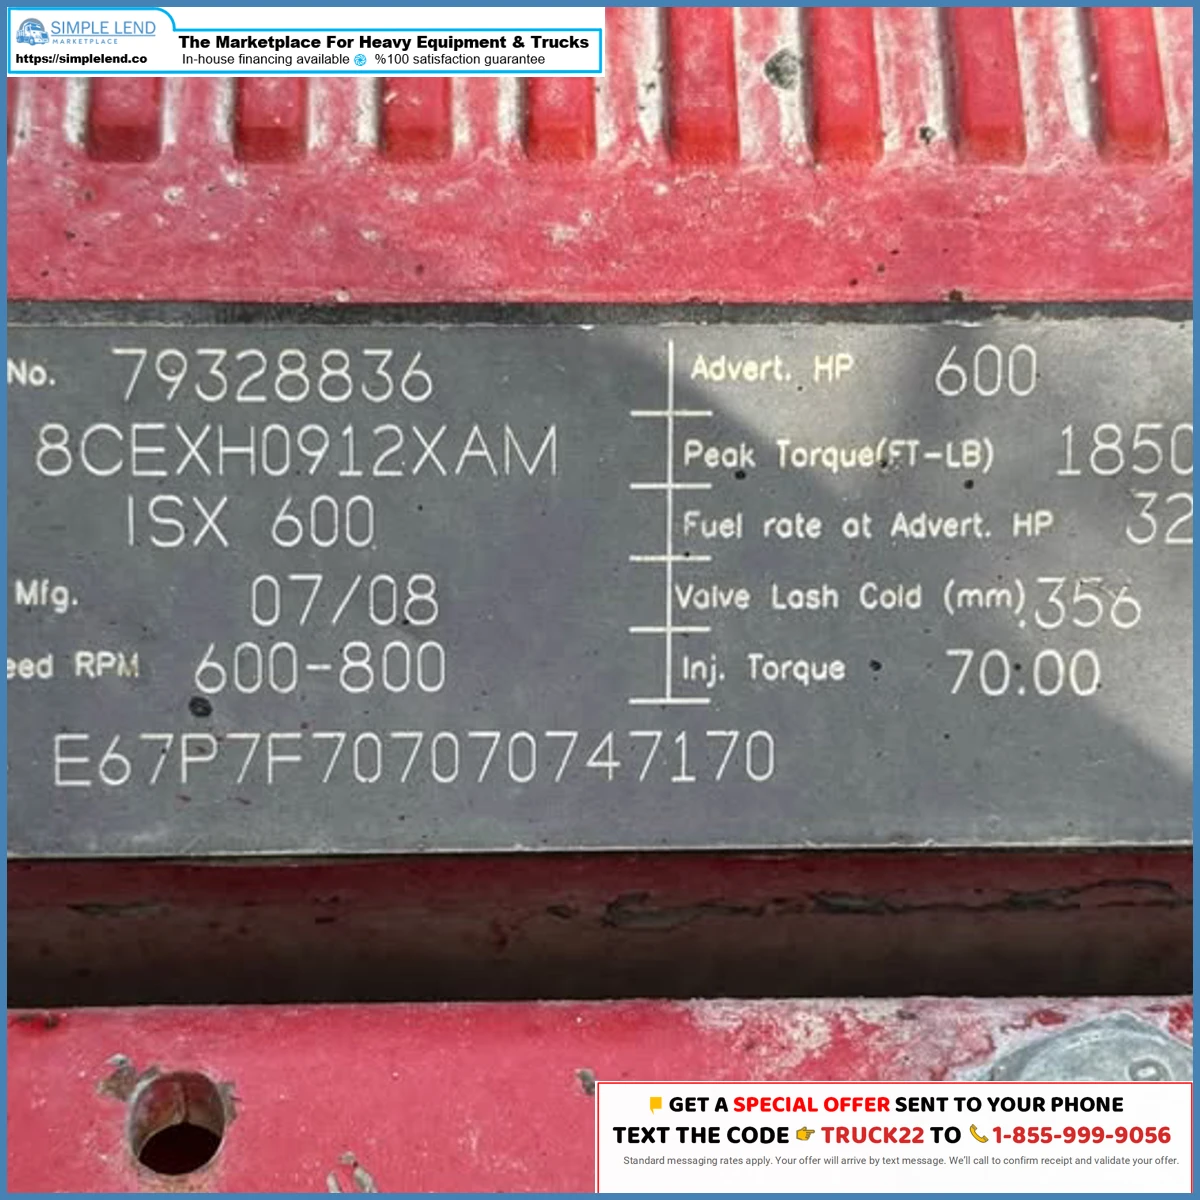 SIMPLE LEND
MARKETPLACE
https://simplelend.co
The Marketplace For Heavy Equipment & Trucks
In-house financing available %100 satisfaction guarantee
No. 79328836
8CEXH0912XAM
ISX 600
Mfg. 07/08
eed RPM 600-800
E67P7F707070747170
Advert. HP 600
Peak Torque(FT-LB) 1850
Fuel rate at Advert. HP 32
Valve Lash Cold (mm) .356
Inj. Torque 70.00
GET A SPECIAL OFFER SENT TO YOUR PHONE
TEXT THE CODE TRUCK22 TO 1-855-999-9056
Standard messaging rates apply. Your offer will arrive by text message. We'll call to confirm receipt and validate your offer.